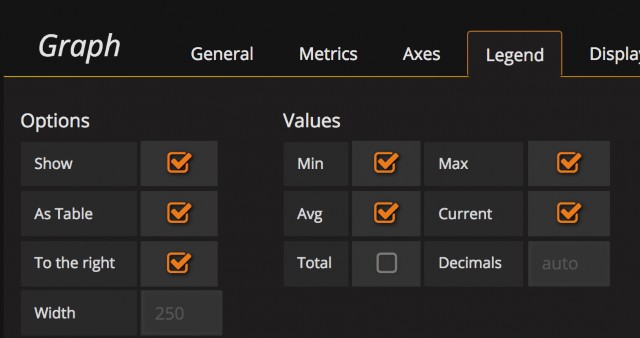 Graph General Metrics Axes Legend Display
Options Values
Show Min Max
As Table Avg Current
To the right Total Decimals auto
Width 250